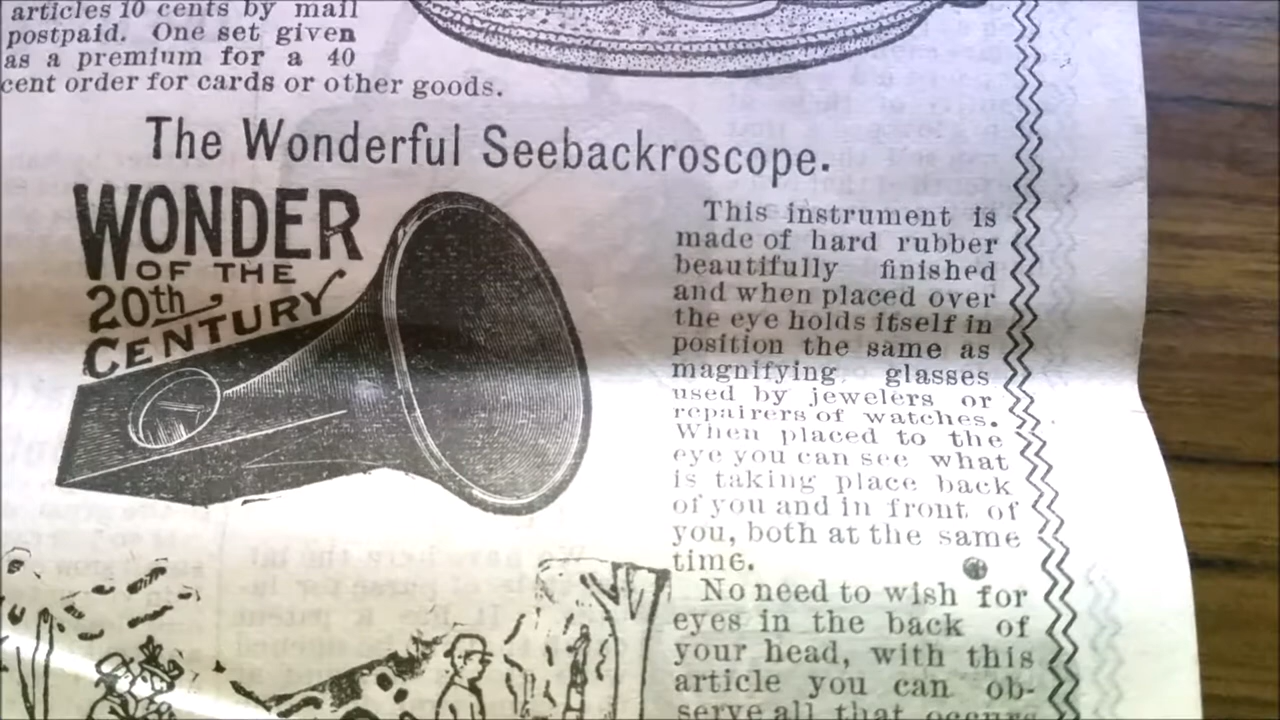 articles 10 cents by mail
postpaid. One set given
as a premium for a 40
cent order for cards or other goods.
The Wonderful Seebackroscope.
WONDER
OF THE
20th
CENTURY
This instrument is
made of hard rubber
beautifully finished
and when placed over
the eye holds itself in
position the same as
magnifying glasses
used by jewelers or
repairers of watches.
When placed to the
eye you can see what
is taking place back
of you and in front of
you, both at the same
time.
No need to wish for
eyes in the back of
your head, with this
article you can ob-
serve all that occurs